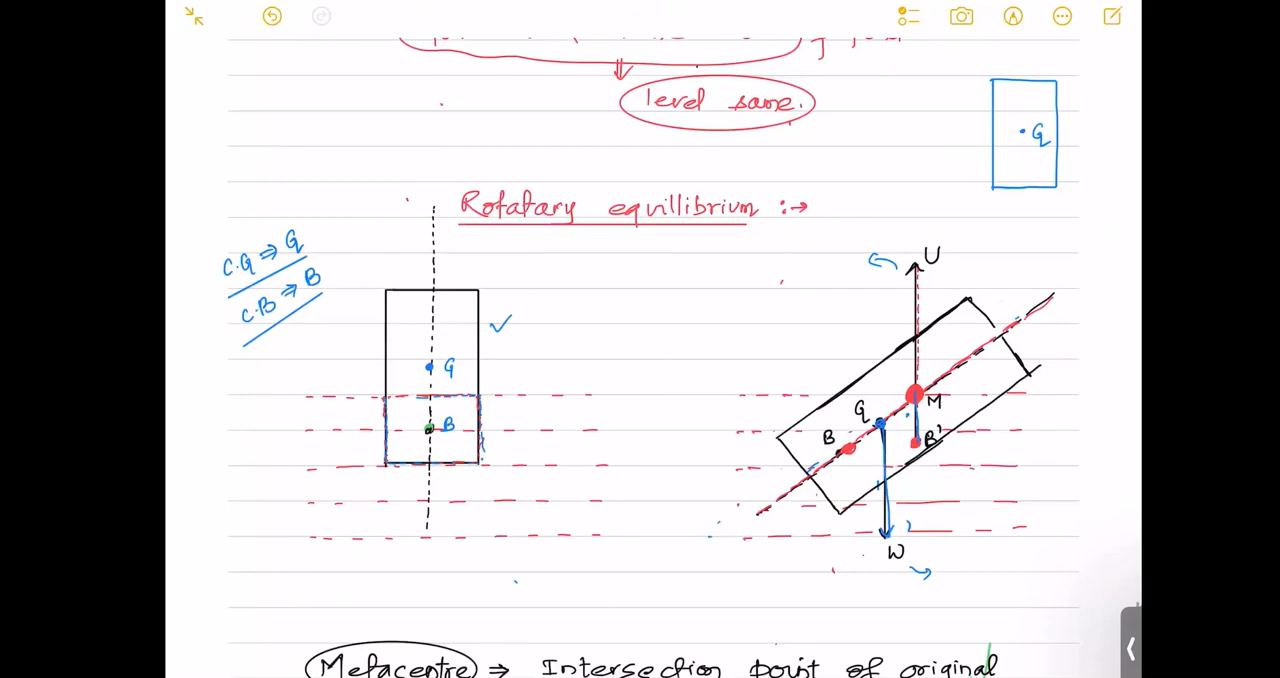 level same.
G
Rotatary equillibrium :→
C.G ⇒ G
C.B ⇒ B
G
B
U
M
G
B
B'
W
Metacentre ⇒ Intersection point of original